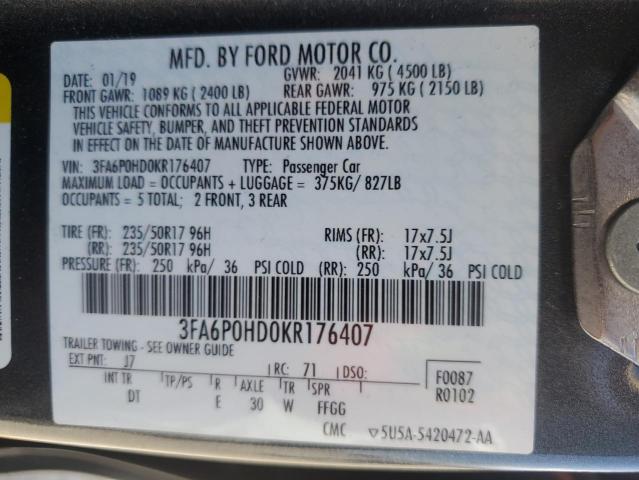 MFD. BY FORD MOTOR CO.
DATE: 01/19 GVWR: 2041 KG ( 4500 LB)
FRONT GAWR: 1089 KG ( 2400 LB) REAR GAWR: 975 KG ( 2150 LB)
THIS VEHICLE CONFORMS TO ALL APPLICABLE FEDERAL MOTOR
VEHICLE SAFETY, BUMPER, AND THEFT PREVENTION STANDARDS
IN EFFECT ON THE DATE OF MANUFACTURE SHOWN ABOVE.
VIN: 3FA6P0HD0KR176407 TYPE: Passenger Car
MAXIMUM LOAD = OCCUPANTS + LUGGAGE = 375KG/ 827LB
OCCUPANTS = 5 TOTAL; 2 FRONT, 3 REAR
TIRE (FR): 235/50R17 96H RIMS (FR): 17x7.5J
(RR): 235/50R17 96H (RR): 17x7.5J
PRESSURE (FR): 250 kPa/ 36 PSI COLD (RR): 250 kPa/ 36 PSI COLD
3FA6P0HD0KR176407
TRAILER TOWING - SEE OWNER GUIDE
EXT PNT: J7 RC: 71 DSO: F0087
INT TR TP/PS R AXLE TR SPR R0102
DT E 30 W FFGG
CMC ▽5U5A-5420472-AA